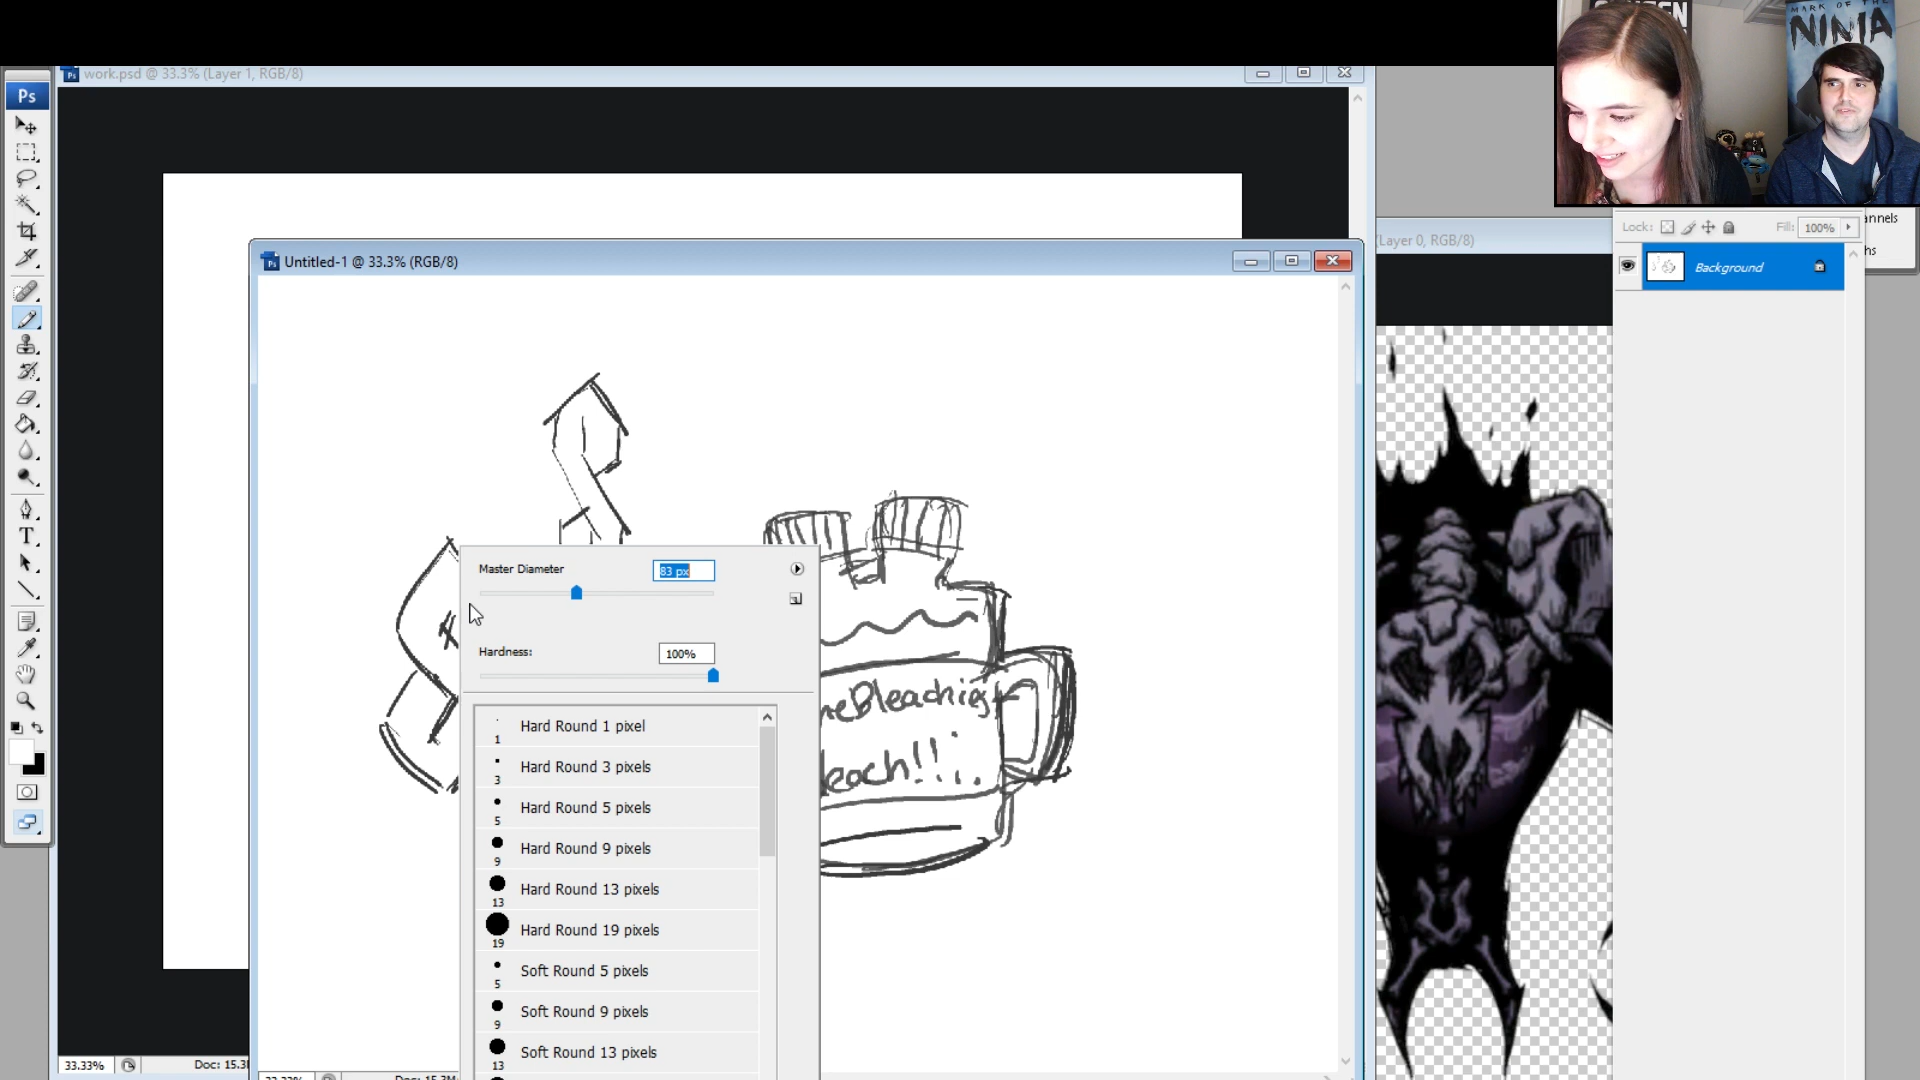 work.psd @ 33.3% (Layer 1, RGB/8)
MARK OF THE
NINJA
Ps
Untitled-1 @ 33.3% (RGB/8)
(Layer 0, RGB/8)
Lock:
Fill: 100%
Background
Master Diameter
83 px
Hardness:
100%
1 Hard Round 1 pixel
3 Hard Round 3 pixels
5 Hard Round 5 pixels
9 Hard Round 9 pixels
13 Hard Round 13 pixels
19 Hard Round 19 pixels
5 Soft Round 5 pixels
9 Soft Round 9 pixels
13 Soft Round 13 pixels
33.33%
Doc: 15.3